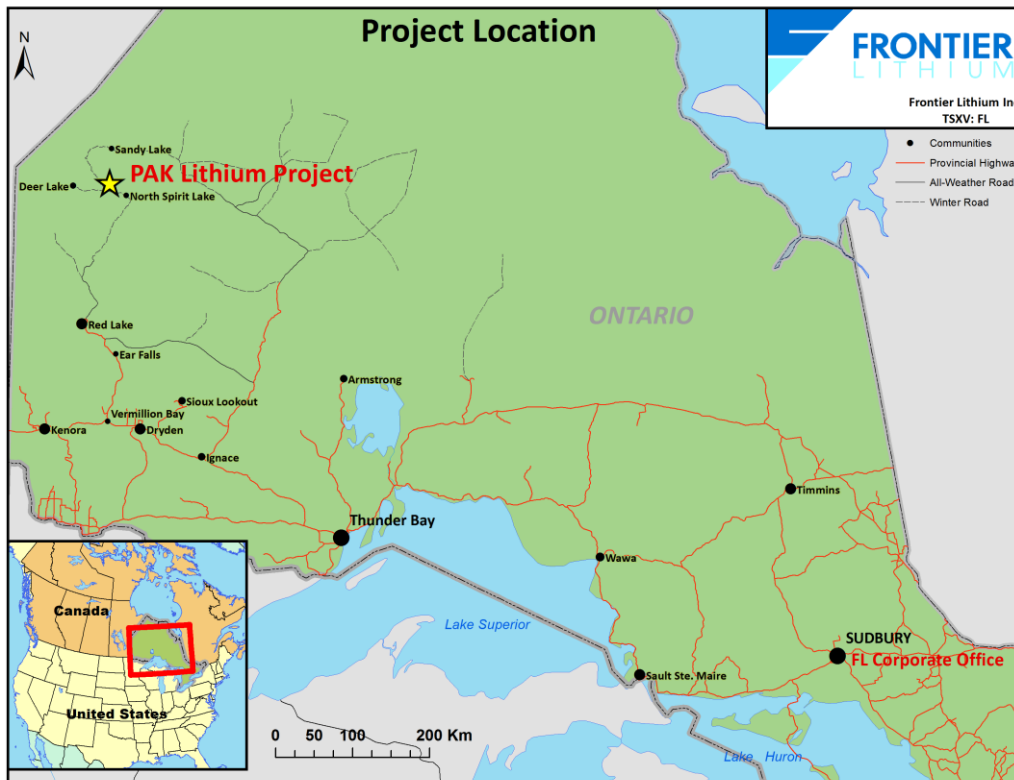 Project Location
N
FRONTIER
LITHIUM
Frontier Lithium In
TSXV: FL
Communities
Provincial Highwa
All-Weather Road
Winter Road
Sandy Lake
PAK Lithium Project
Deer Lake
North Spirit Lake
ONTARIO
Red Lake
Ear Falls
Armstrong
Sioux Lookout
Vermillion Bay
Kenora
Dryden
Ignace
Timmins
Thunder Bay
Wawa
Canada
Lake Superior
SUDBURY
FL Corporate Office
Sault Ste. Maire
United States
0 50 100 200 Km
Lake Huron